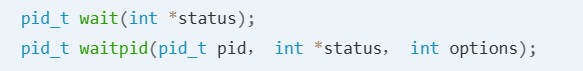 pid_t wait(int *status);
pid_t waitpid(pid_t pid， int *status， int options);